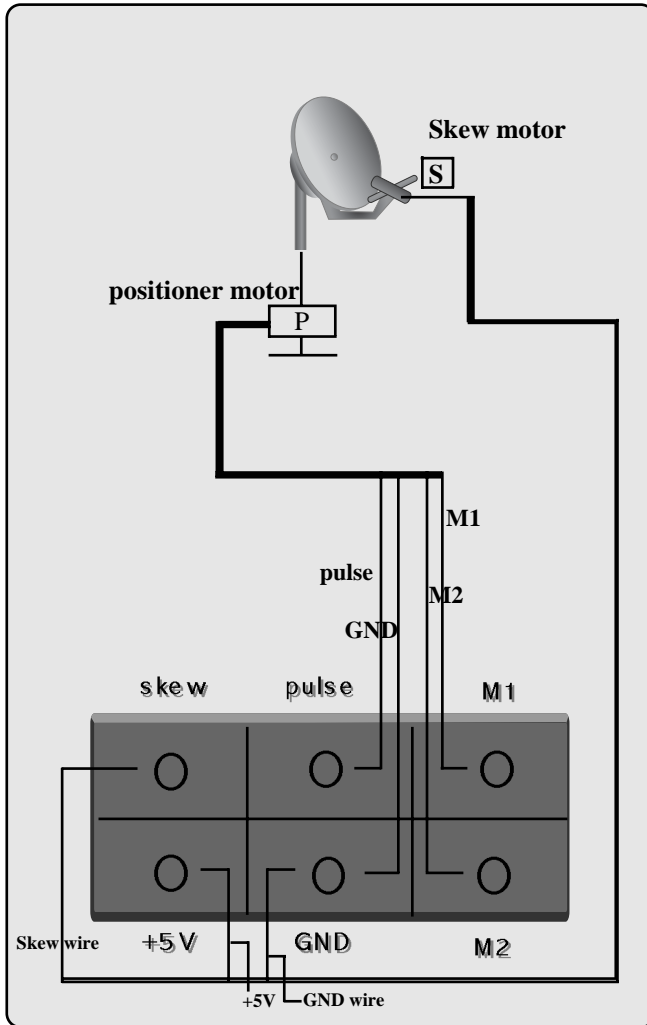 Skew motor
S
positioner motor
P
M1
pulse
M2
GND
skew pulse M1
Skew wire +5V GND M2
+5V GND wire